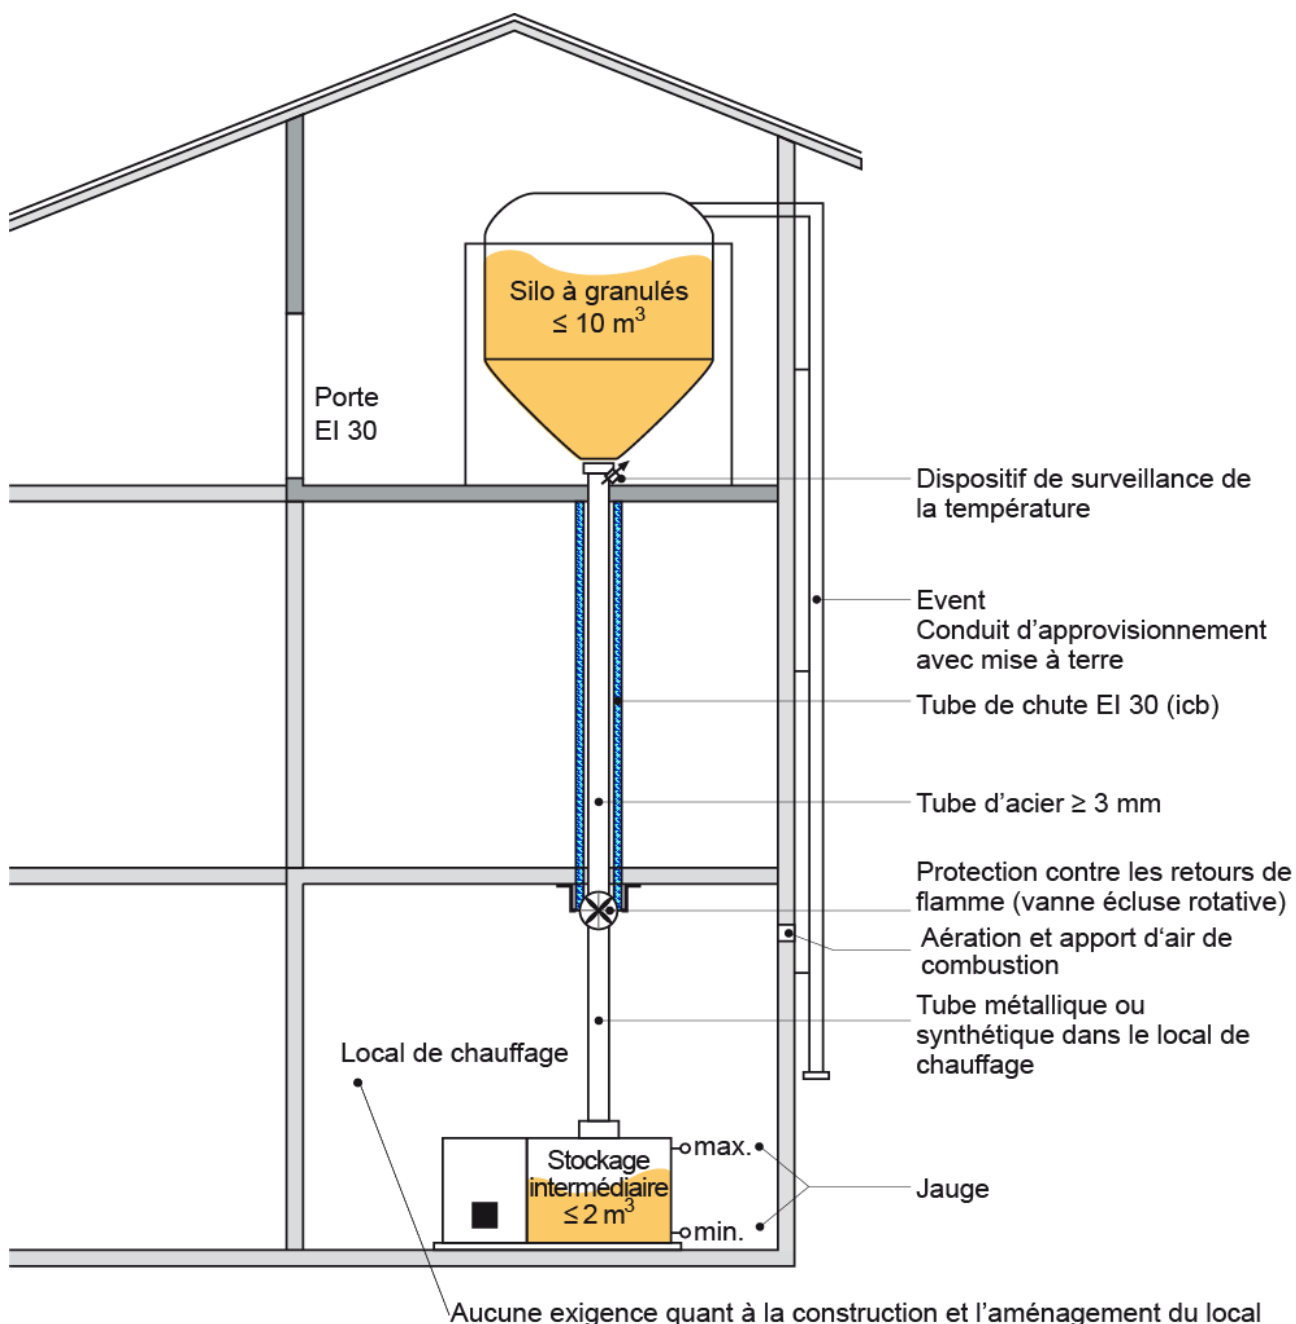 Silo à granulés
≤ 10 m³
Porte
EI 30
Dispositif de surveillance de
la température
Event
Conduit d’approvisionnement
avec mise à terre
Tube de chute EI 30 (icb)
Tube d’acier ≥ 3 mm
Protection contre les retours de
flamme (vanne écluse rotative)
Aération et apport d‘air de
combustion
Tube métallique ou
synthétique dans le local de
chauffage
Local de chauffage
max.
Stockage
intermédiaire
≤ 2 m³
Jauge
min.
Aucune exigence quant à la construction et l’aménagement du local